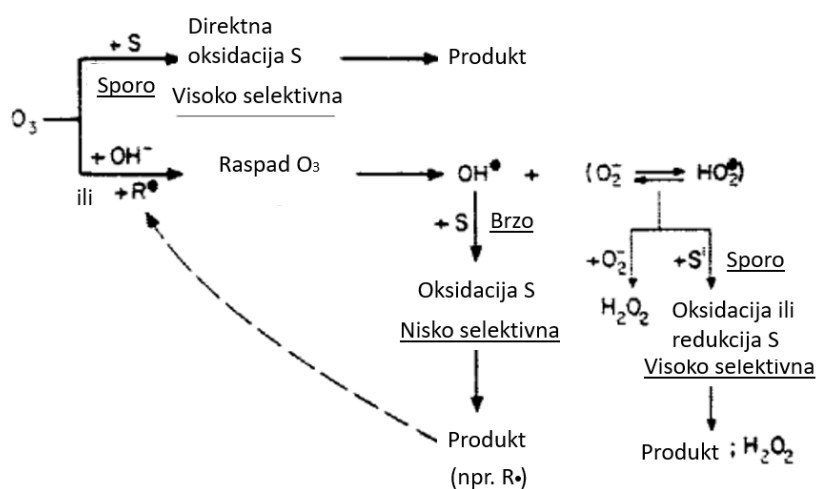 + S
Direktna
oksidacija S
Produkt
Sporo
Visoko selektivna
O₃
+ OH⁻
Raspad O₃
OH• + (O₂⁻ ⇌ HO₂•)
ili
+R•
+ S
Brzo
+O₂⁻
+S'
Sporo
H₂O₂
Oksidacija S
Nisko selektivna
Oksidacija ili
redukcija S
Visoko selektivna
Produkt
(npr. R•)
Produkt ; H₂O₂